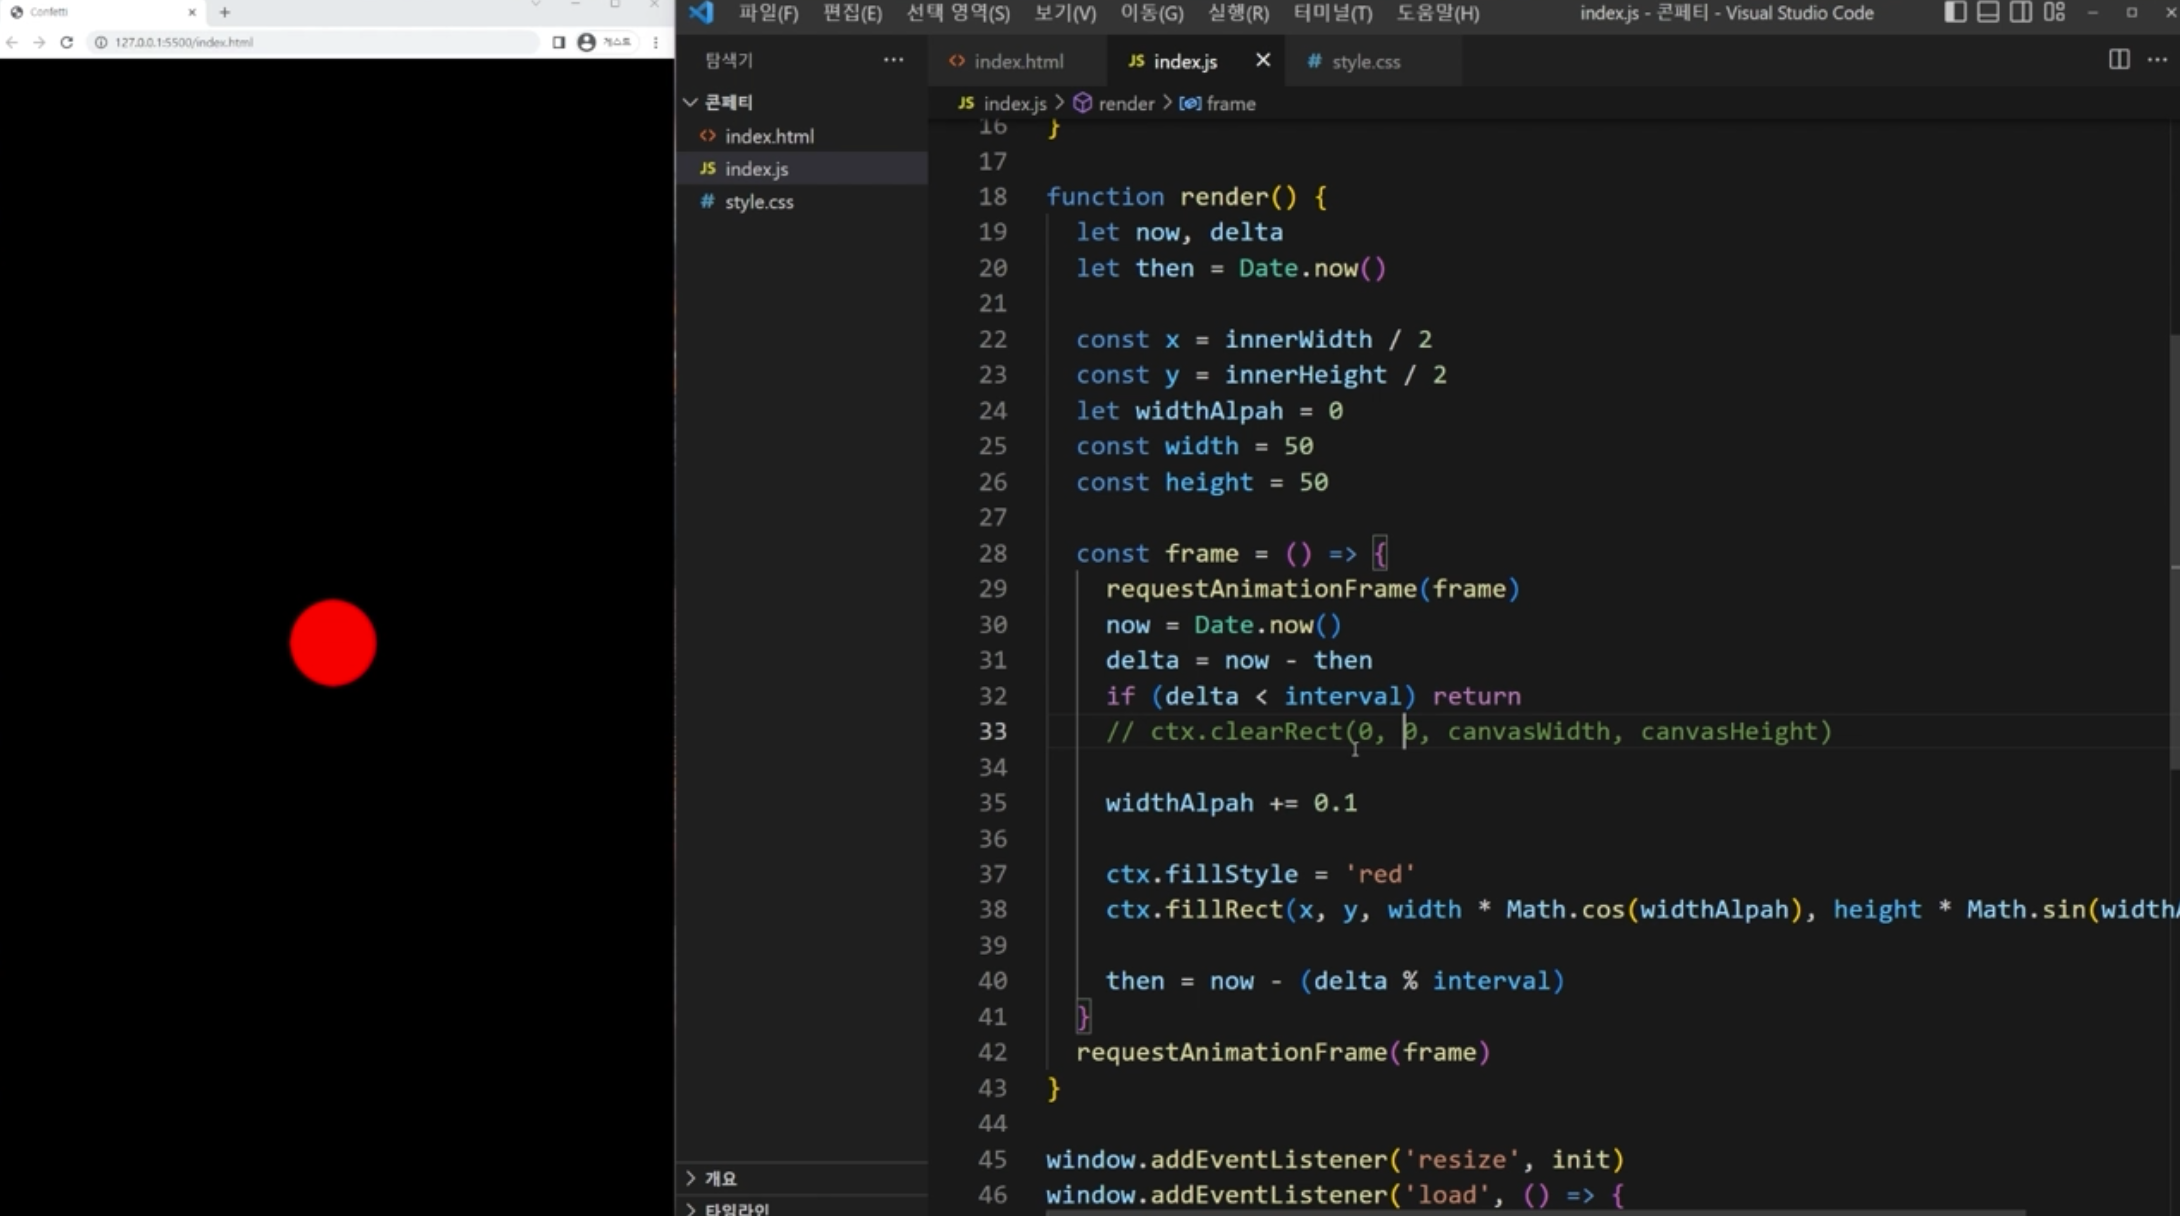 Confetti
127.0.0.1:5500/index.html
게스트
파일(F) 편집(E) 선택 영역(S) 보기(V) 이동(G) 실행(R) 터미널(T) 도움말(H)
index.js - 콘페티 - Visual Studio Code
탐색기
콘페티
index.html
JS index.js
# style.css
개요
타임라인
<> index.html
JS index.js
# style.css
JS index.js > render > frame
16 }
17
18 function render() {
19 let now, delta
20 let then = Date.now()
21
22 const x = innerWidth / 2
23 const y = innerHeight / 2
24 let widthAlpah = 0
25 const width = 50
26 const height = 50
27
28 const frame = () => {
29 requestAnimationFrame(frame)
30 now = Date.now()
31 delta = now - then
32 if (delta < interval) return
33 // ctx.clearRect(0, 0, canvasWidth, canvasHeight)
34
35 widthAlpah += 0.1
36
37 ctx.fillStyle = 'red'
38 ctx.fillRect(x, y, width * Math.cos(widthAlpah), height * Math.sin(width
39
40 then = now - (delta % interval)
41 }
42 requestAnimationFrame(frame)
43 }
44
45 window.addEventListener('resize', init)
46 window.addEventListener('load', () => {